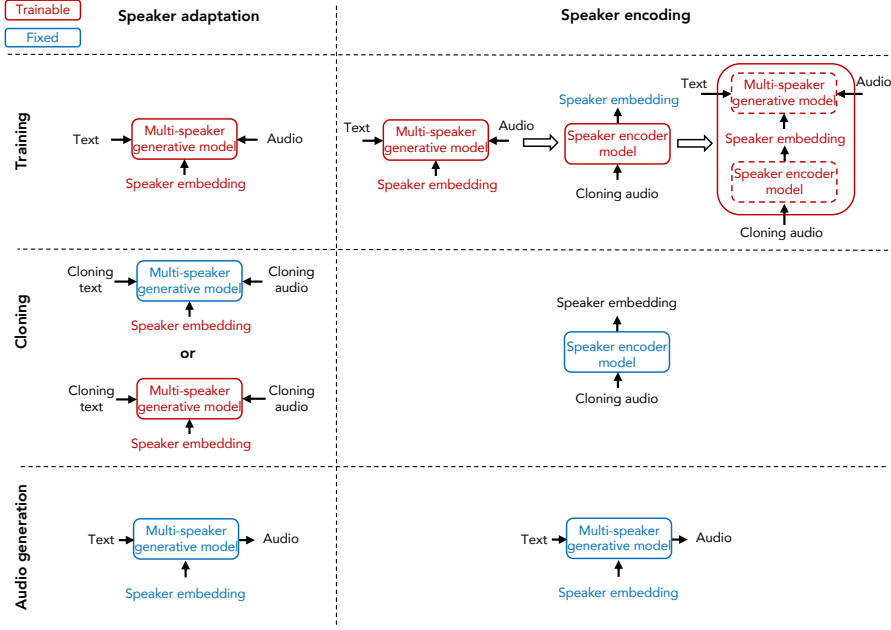 Trainable
Fixed
Speaker adaptation
Speaker encoding
Training
Text
Multi-speaker
generative model
Audio
Speaker embedding
Text
Multi-speaker
generative model
Audio
Speaker embedding
Speaker embedding
Speaker encoder
model
Cloning audio
Text
Multi-speaker
generative model
Audio
Speaker embedding
Speaker encoder
model
Cloning audio
Cloning
Cloning
text
Multi-speaker
generative model
Cloning
audio
Speaker embedding
or
Cloning
text
Multi-speaker
generative model
Cloning
audio
Speaker embedding
Speaker embedding
Speaker encoder
model
Cloning audio
Audio generation
Text
Multi-speaker
generative model
Audio
Speaker embedding
Text
Multi-speaker
generative model
Audio
Speaker embedding